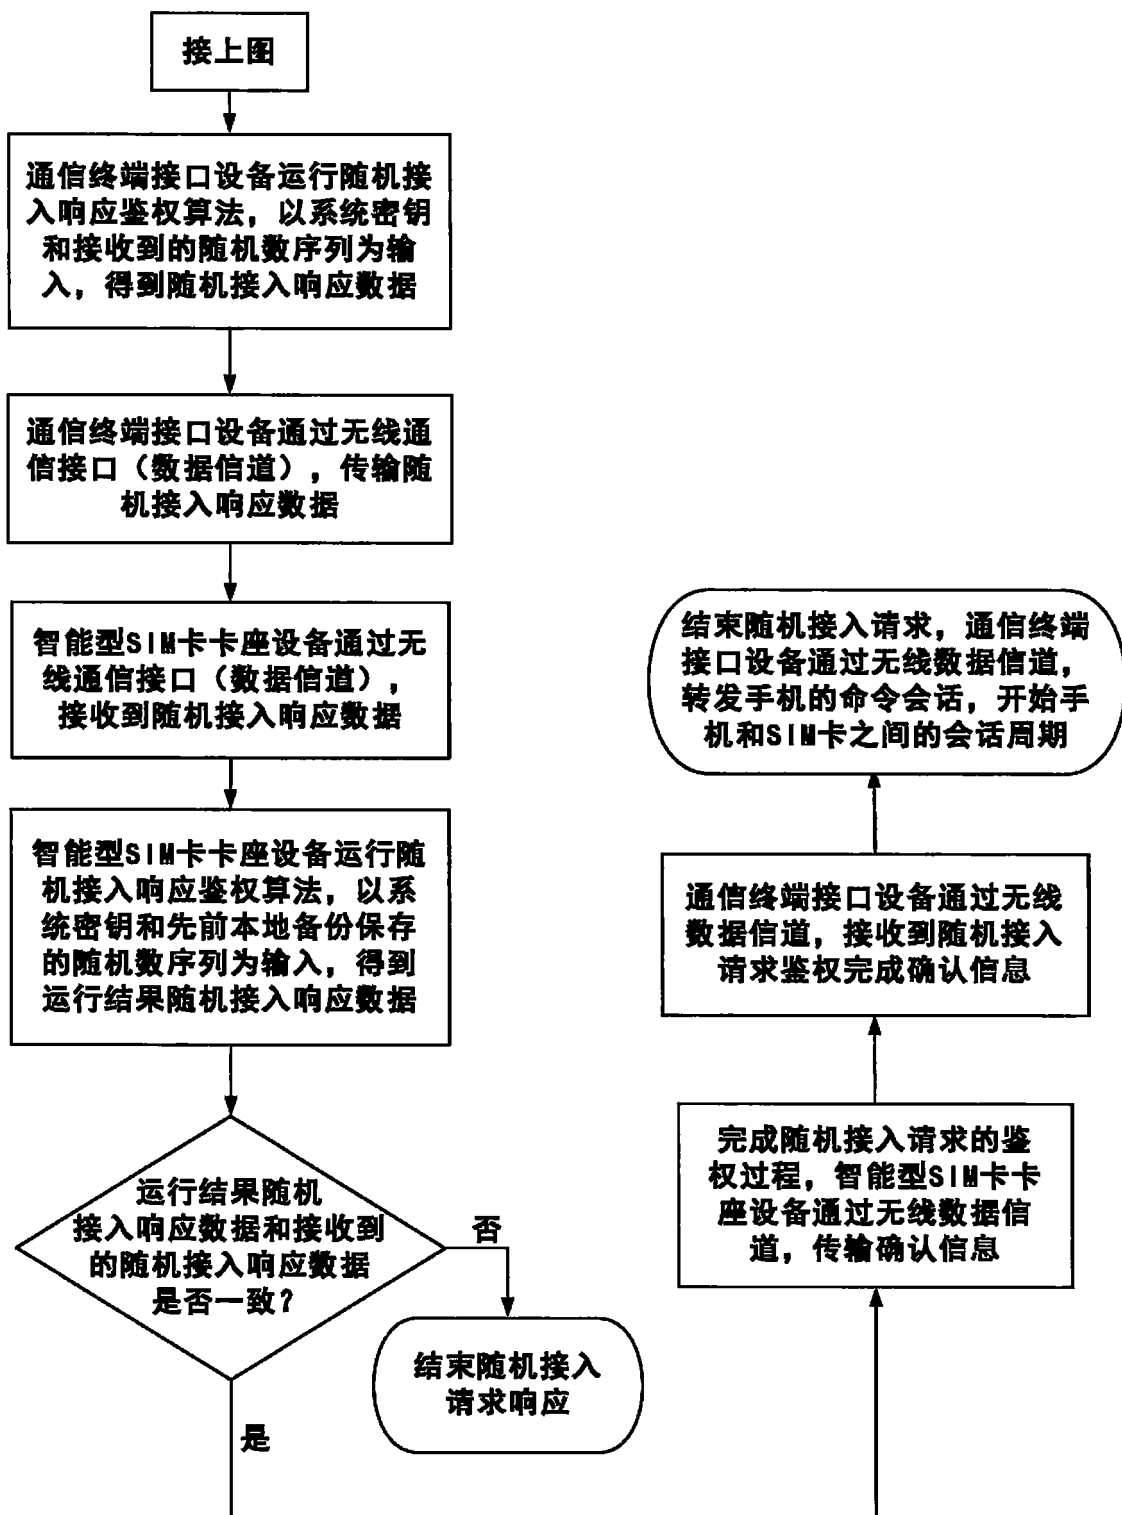 接上图
通信终端接口设备运行随机接
入响应鉴权算法，以系统密钥
和接收到的随机数序列为输
入，得到随机接入响应数据
通信终端接口设备通过无线通
信接口（数据信道），传输随
机接入响应数据
智能型SIM卡卡座设备通过无
线通信接口（数据信道），
接收到随机接入响应数据
智能型SIM卡卡座设备运行随
机接入响应鉴权算法，以系
统密钥和先前本地备份保存
的随机数序列为输入，得到
运行结果随机接入响应数据
运行结果随机
接入响应数据和接收到
的随机接入响应数据
是否一致？
否
结束随机接入
请求响应
是
完成随机接入请求的鉴
权过程，智能型SIM卡卡
座设备通过无线数据信
道，传输确认信息
通信终端接口设备通过无线
数据信道，接收到随机接入
请求鉴权完成确认信息
结束随机接入请求，通信终端
接口设备通过无线数据信道，
转发手机的命令会话，开始手
机和SIM卡之间的会话周期